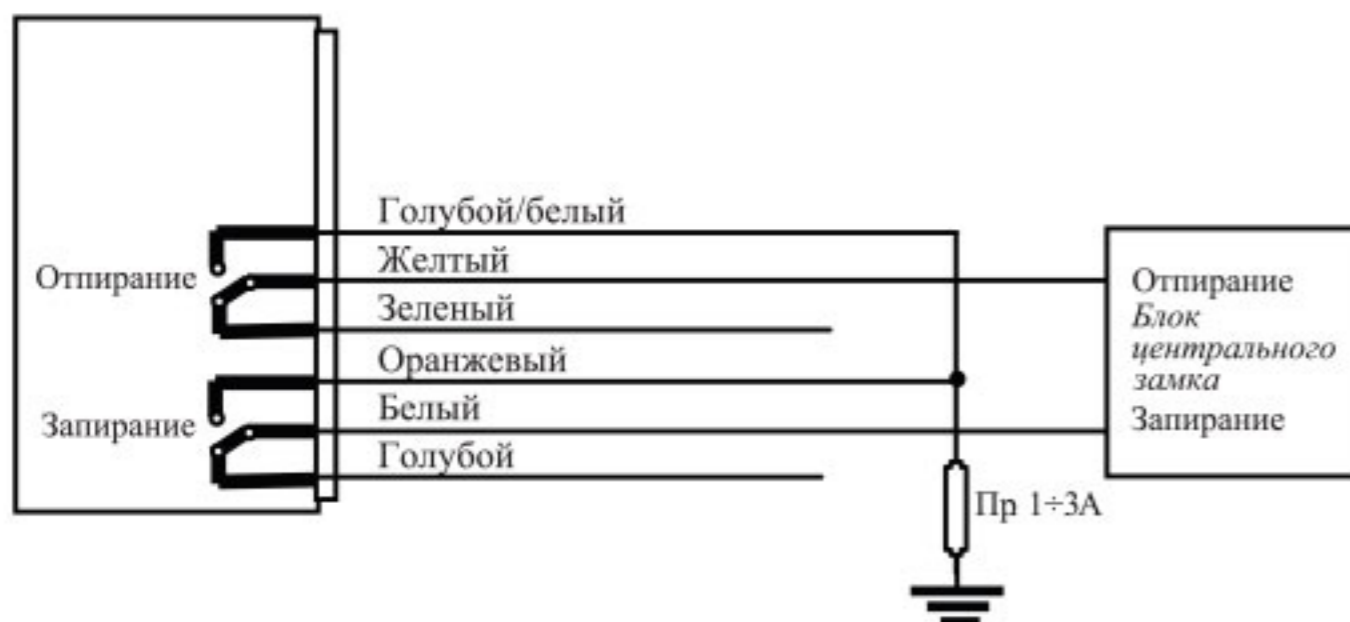 Голубой/белый
Желтый
Отпирание
Зеленый
Оранжевый
Белый
Запирание
Голубой
Отпирание
Блок
центрального
замка
Запирание
Пр 1÷3А